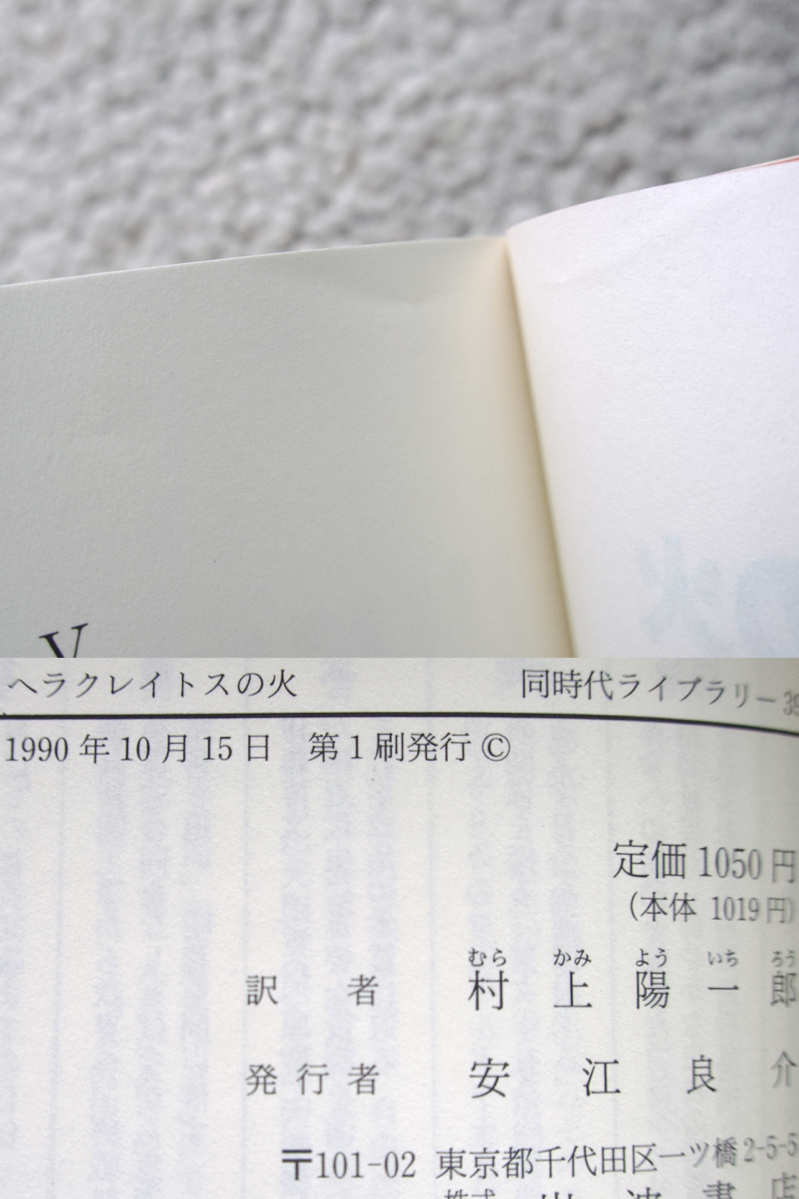 ヘラクレイトスの火 同時代ライブラリー 39
1990 年 10 月 15 日 第 1 刷発行 ©
定価 1050 円
(本体 1019 円)
むら かみ よう いち ろう
訳 者 村 上 陽 一 郎
発 行 者 安 江 良 介
〒101-02 東京都千代田区一ツ橋 2-5-5